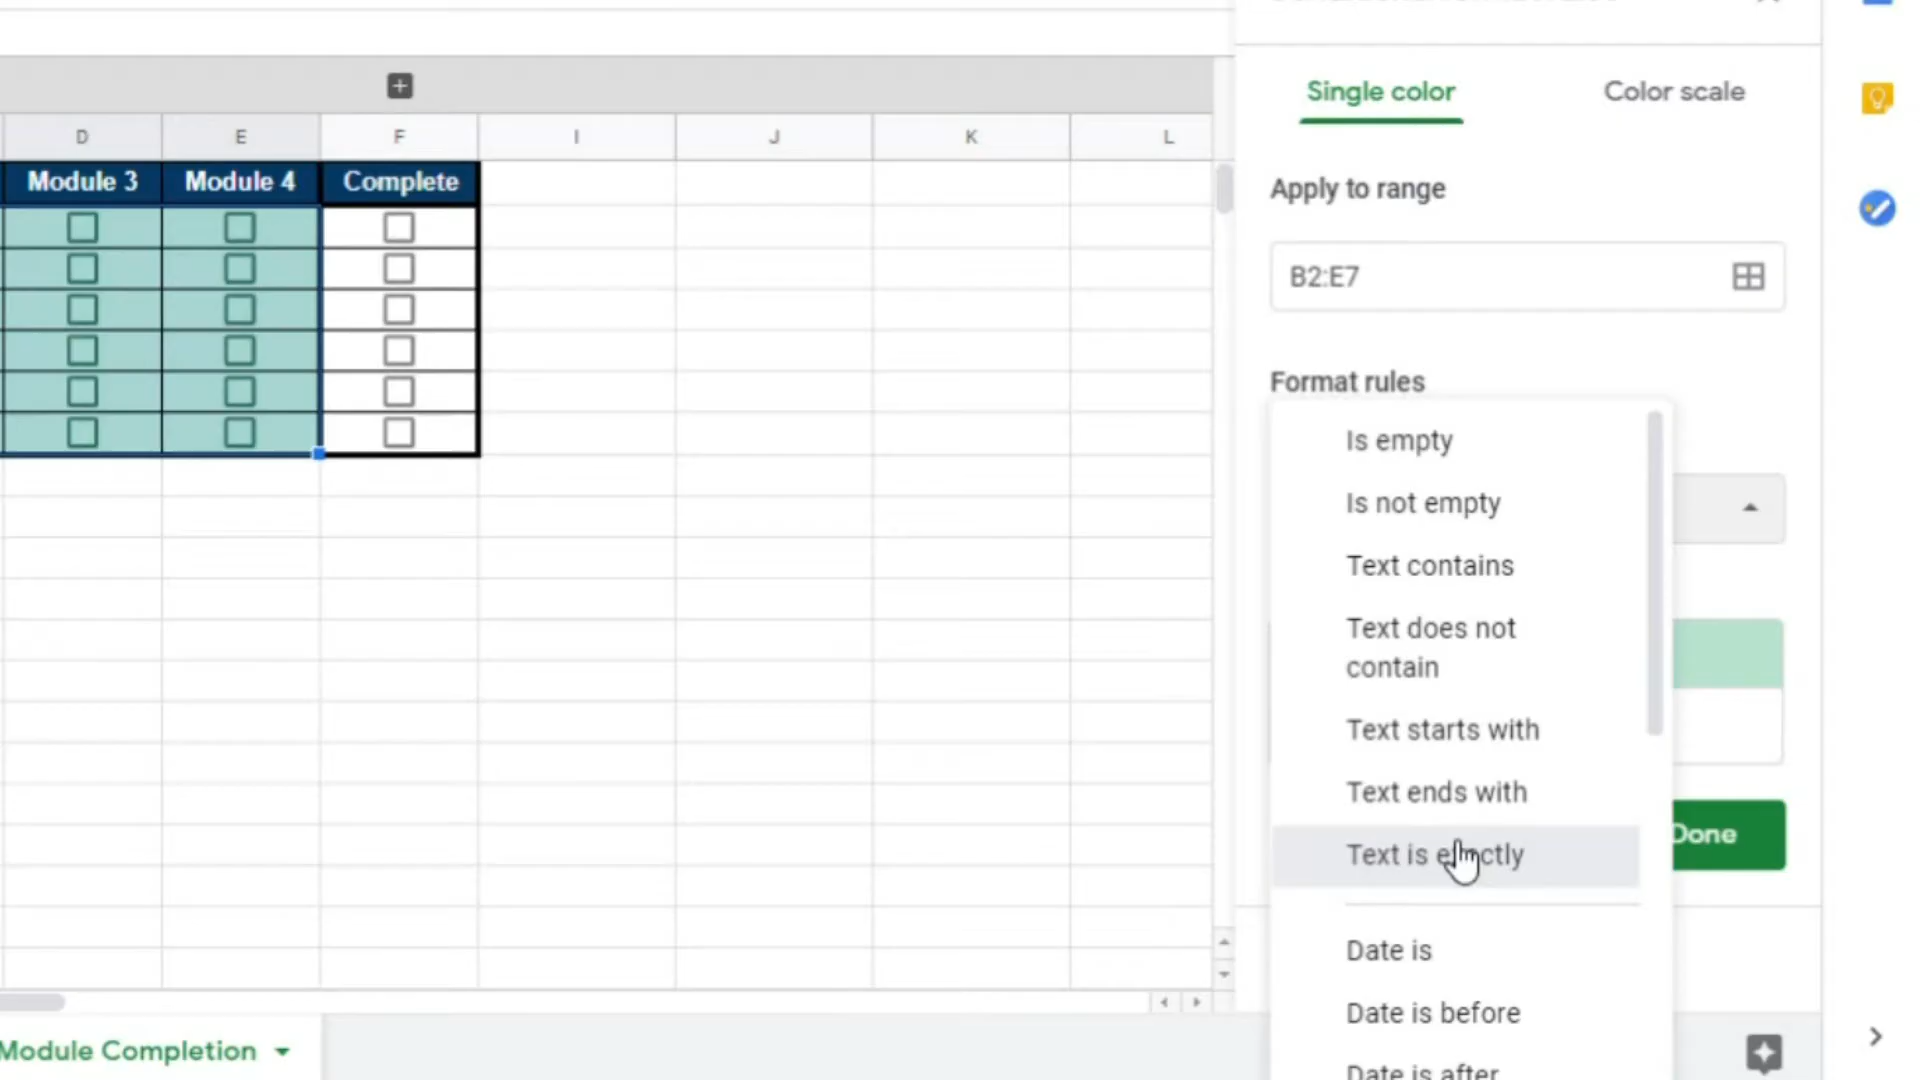 Single color
Color scale
D
E
F
I
J
K
L
Module 3
Module 4
Complete
Apply to range
B2:E7
Format rules
Is empty
Is not empty
Text contains
Text does not
contain
Text starts with
Text ends with
Text is exactly
Done
Date is
Date is before
Date is after
Module Completion